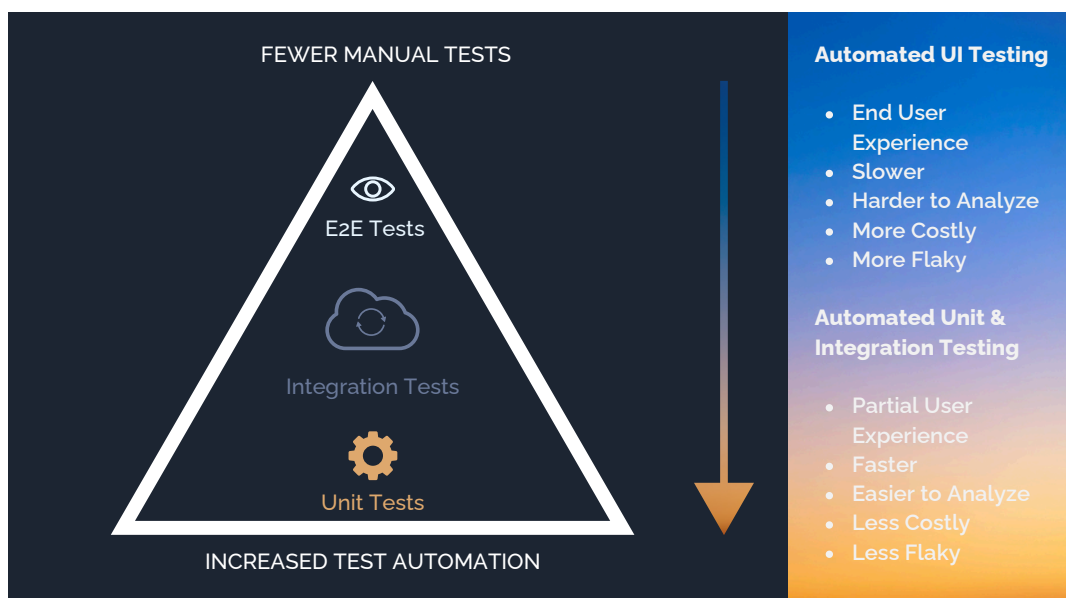 FEWER MANUAL TESTS
E2E Tests
Integration Tests
Unit Tests
INCREASED TEST AUTOMATION
Automated UI Testing
• End User
Experience
• Slower
• Harder to Analyze
• More Costly
• More Flaky
Automated Unit &
Integration Testing
• Partial User
Experience
• Faster
• Easier to Analyze
• Less Costly
• Less Flaky